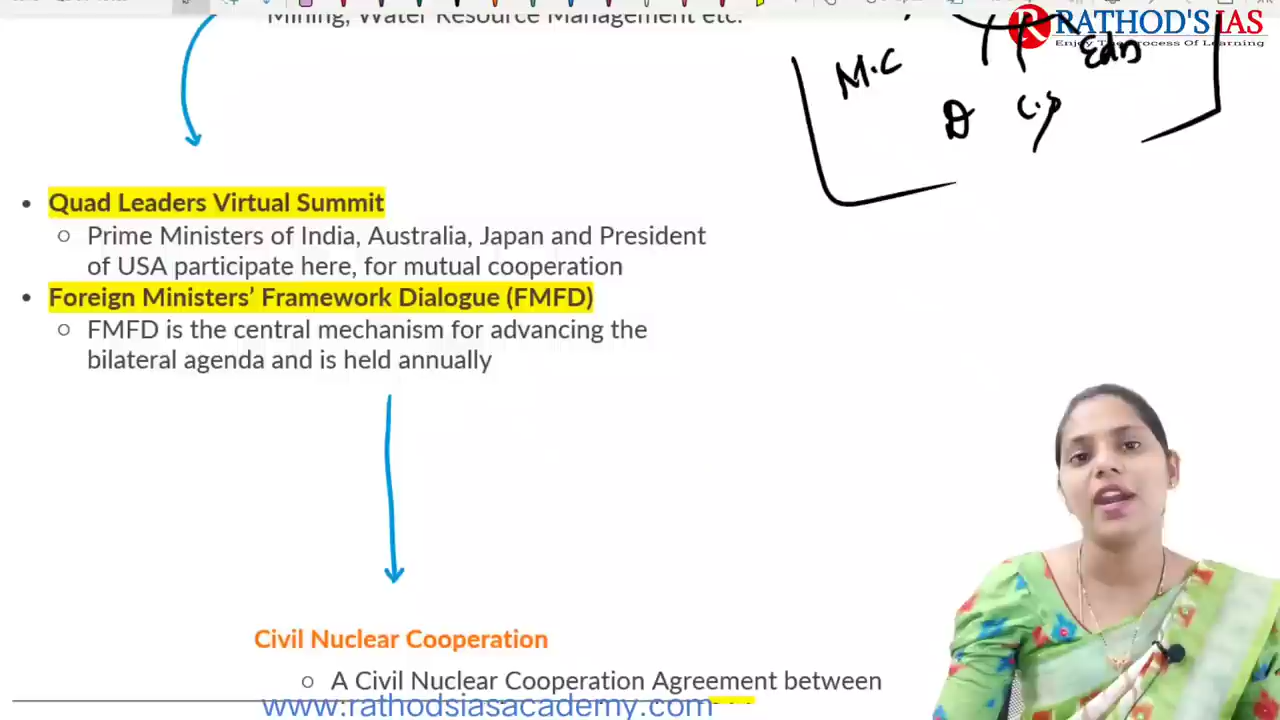 Mining, Water Resource Management etc.
RATHOD'S IAS
Enjoy The Process Of Learning
M.C
Edn
D
• Quad Leaders Virtual Summit
○ Prime Ministers of India, Australia, Japan and President
of USA participate here, for mutual cooperation
• Foreign Ministers’ Framework Dialogue (FMFD)
○ FMFD is the central mechanism for advancing the
bilateral agenda and is held annually
Civil Nuclear Cooperation
○ A Civil Nuclear Cooperation Agreement between
www.rathodsiasacademy.com